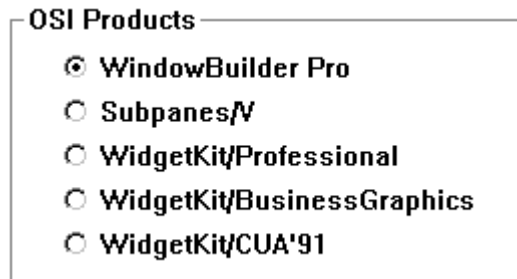 OSI Products
WindowBuilder Pro
Subpanes/V
WidgetKit/Professional
WidgetKit/BusinessGraphics
WidgetKit/CUA'91